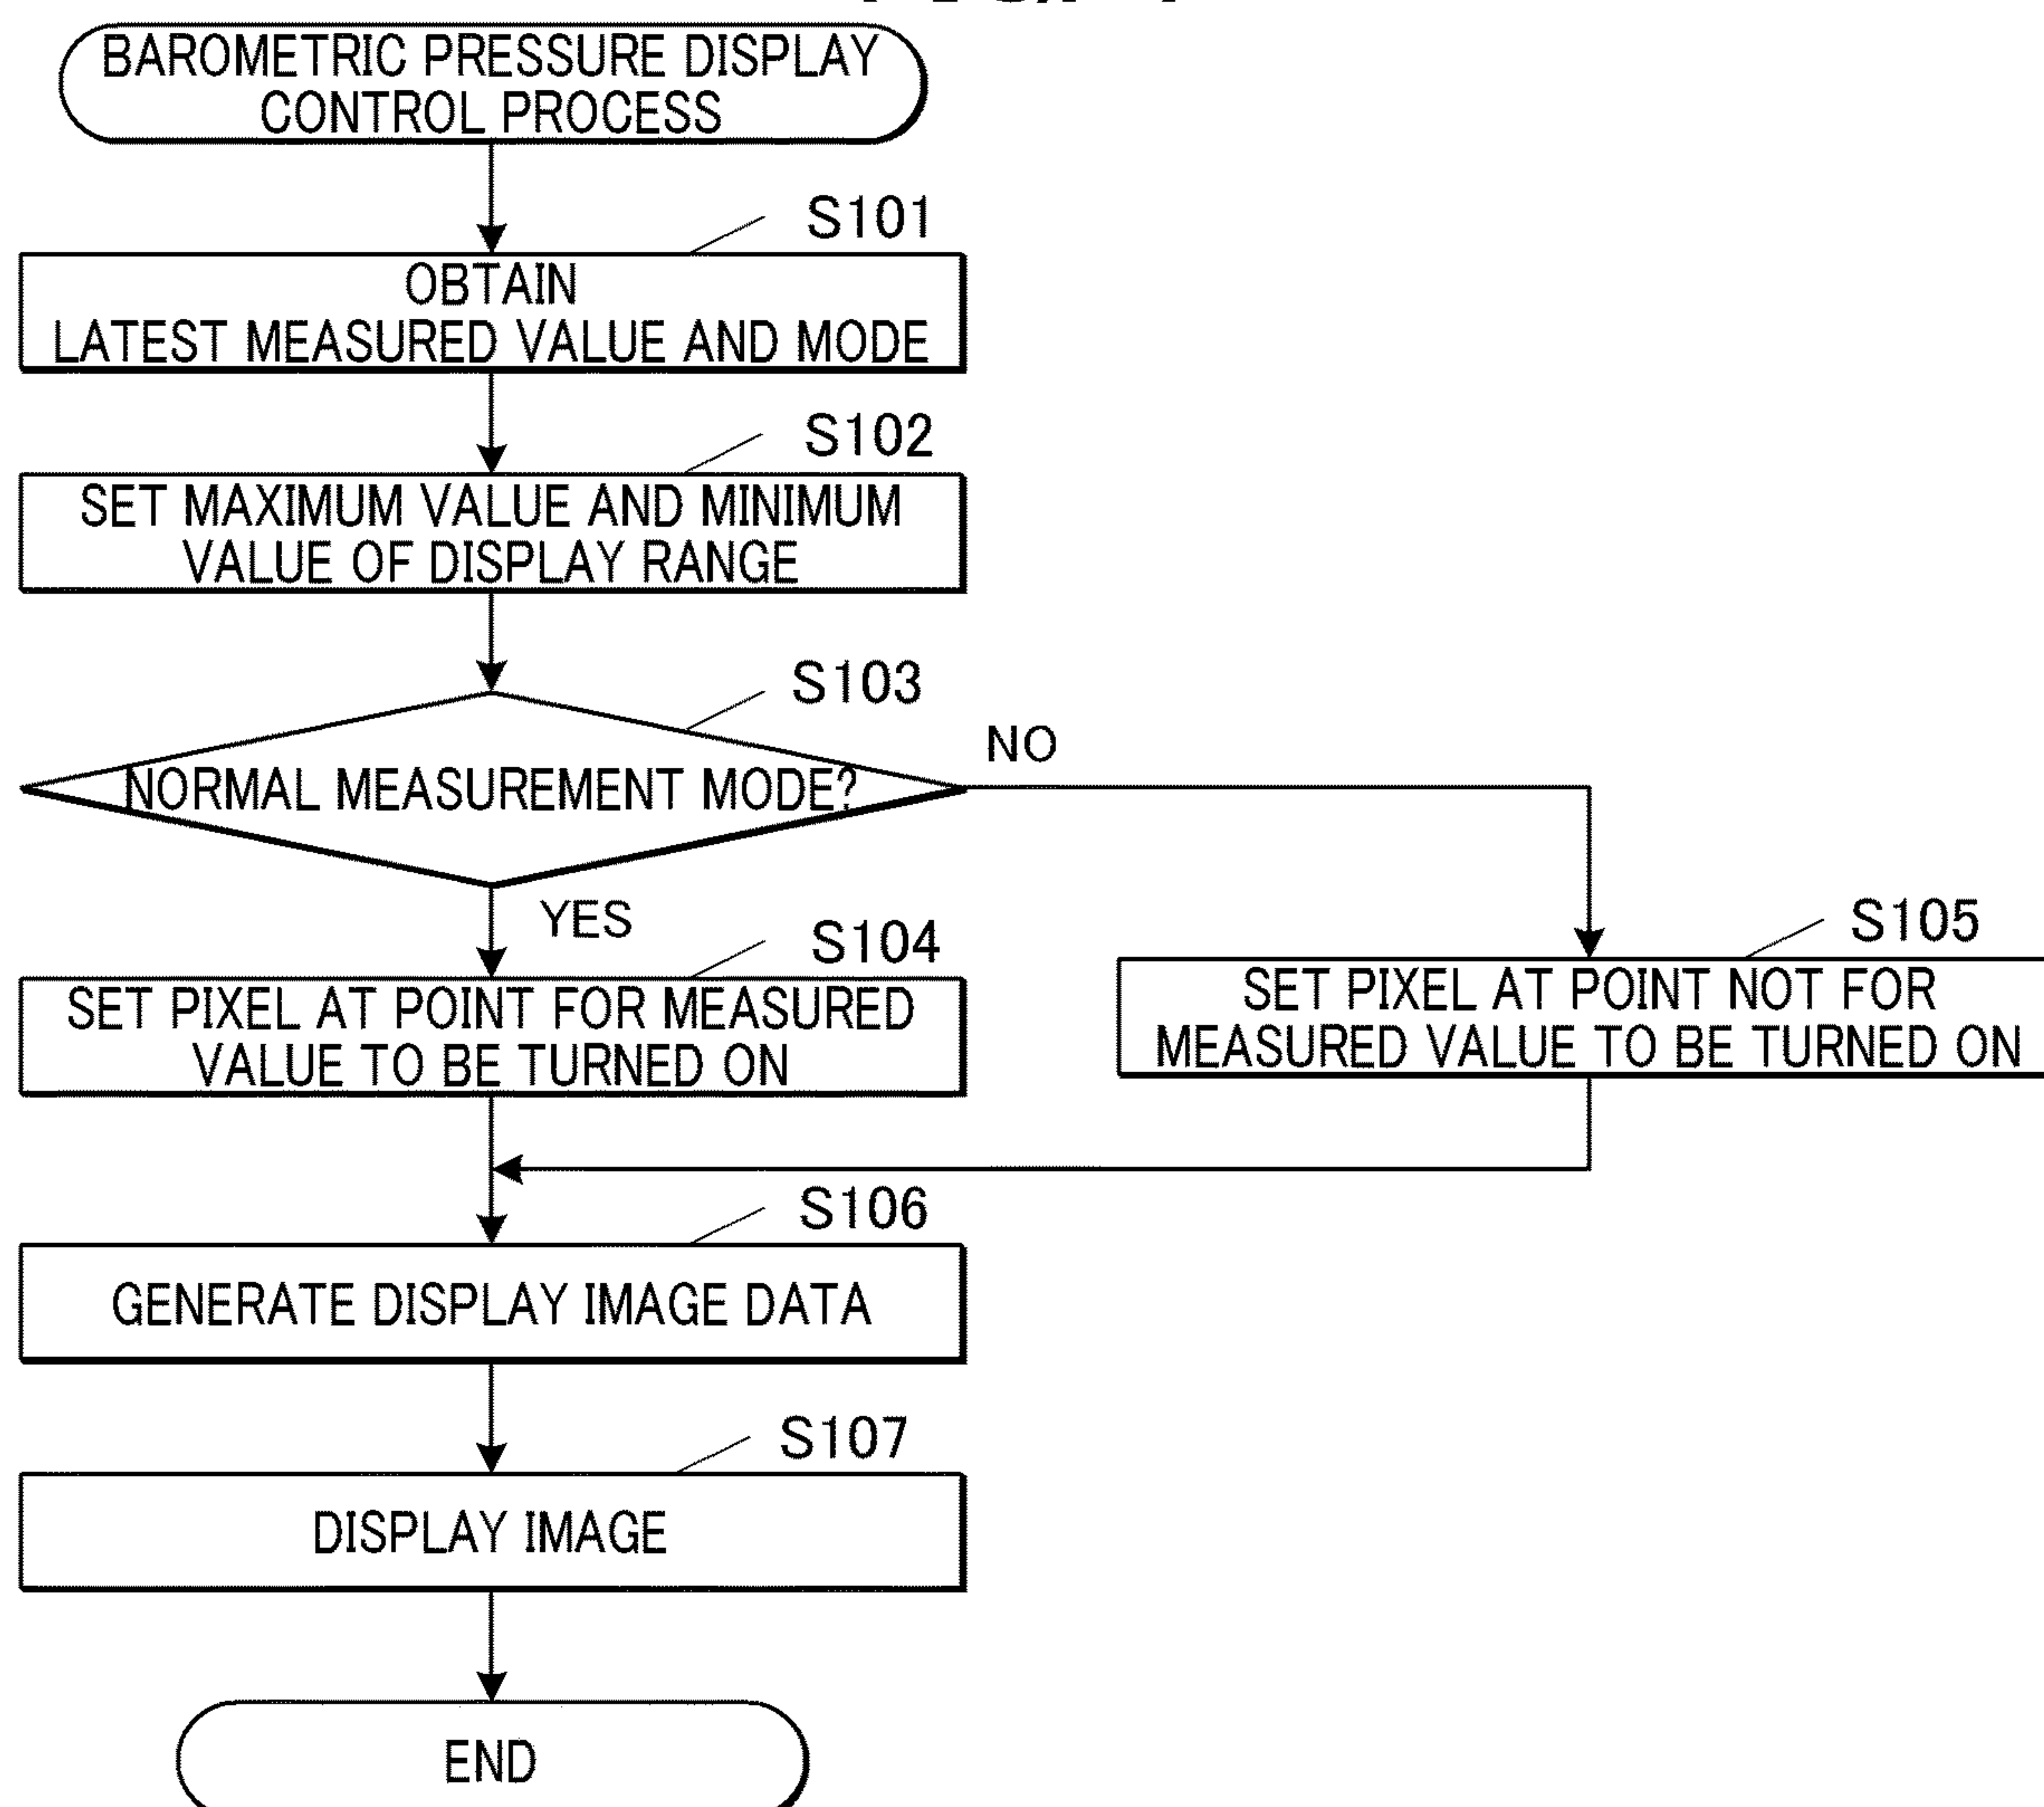 BAROMETRIC PRESSURE DISPLAY
CONTROL PROCESS
S101
OBTAIN
LATEST MEASURED VALUE AND MODE
S102
SET MAXIMUM VALUE AND MINIMUM
VALUE OF DISPLAY RANGE
S103
NORMAL MEASUREMENT MODE?
NO
YES
S104
SET PIXEL AT POINT FOR MEASURED
VALUE TO BE TURNED ON
S105
SET PIXEL AT POINT NOT FOR
MEASURED VALUE TO BE TURNED ON
S106
GENERATE DISPLAY IMAGE DATA
S107
DISPLAY IMAGE
END